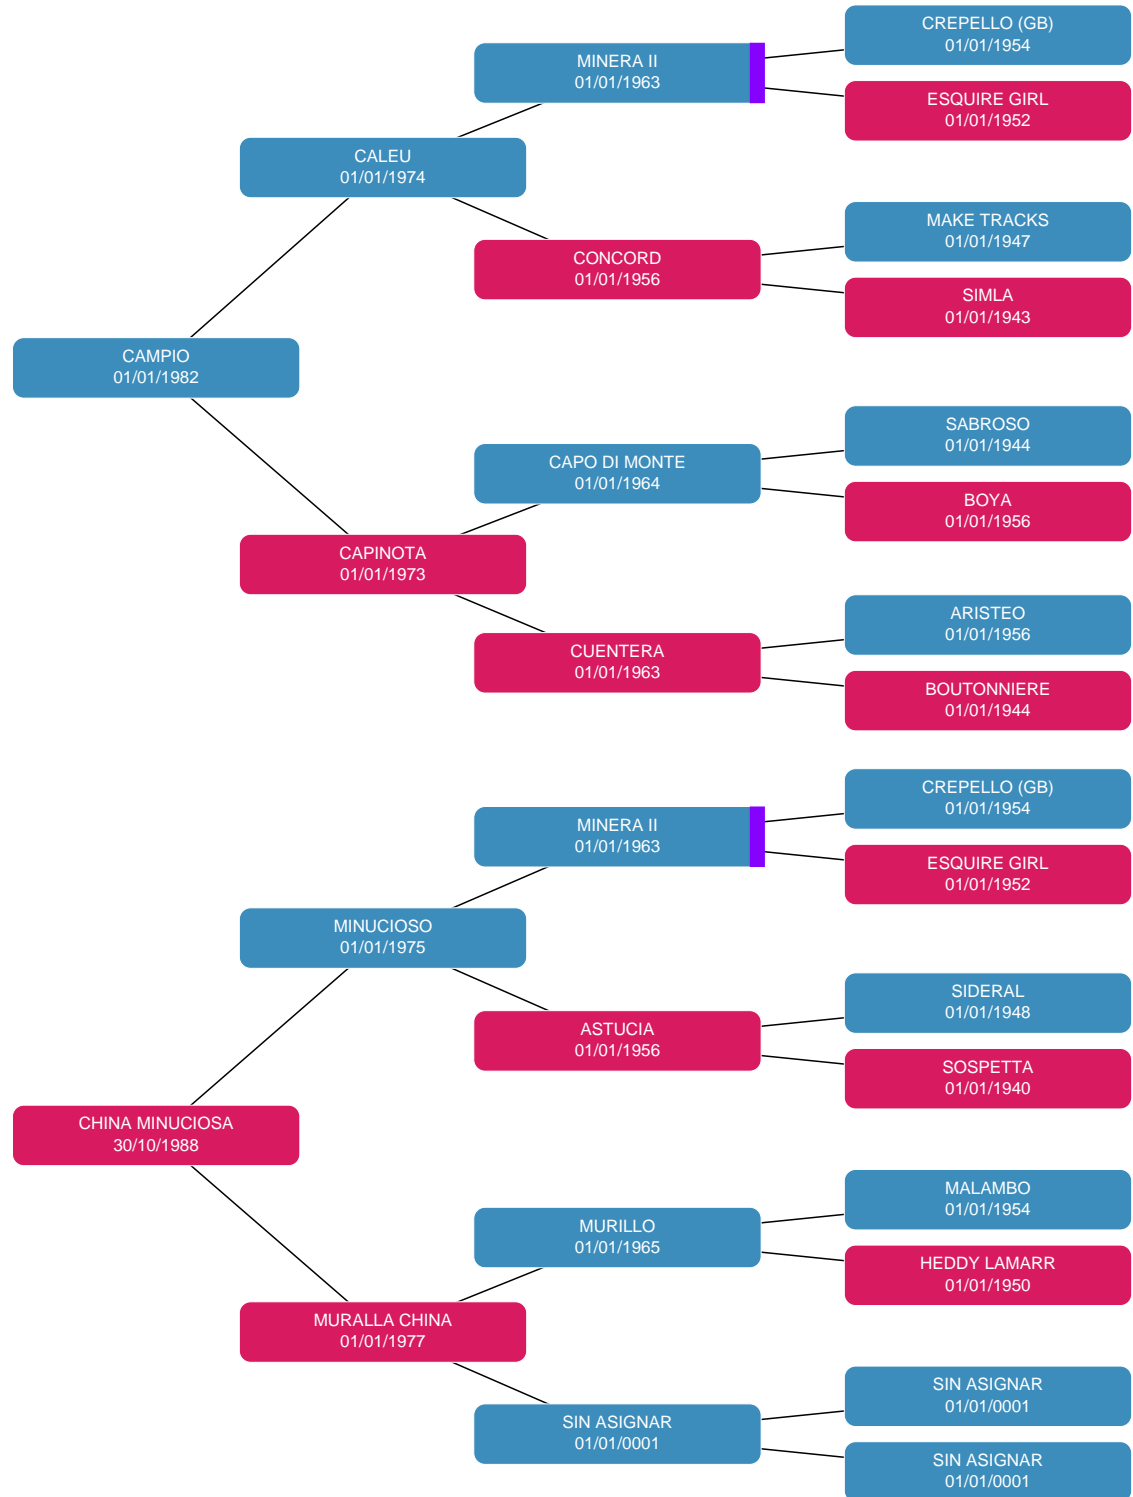 CREPELLO (GB)
01/01/1954
MINERA II
01/01/1963
ESQUIRE GIRL
01/01/1952
CALEU
01/01/1974
MAKE TRACKS
01/01/1947
CONCORD
01/01/1956
SIMLA
01/01/1943
CAMPIO
01/01/1982
SABROSO
01/01/1944
CAPO DI MONTE
01/01/1964
BOYA
01/01/1956
CAPINOTA
01/01/1973
ARISTEO
01/01/1956
CUENTERA
01/01/1963
BOUTONNIERE
01/01/1944
CREPELLO (GB)
01/01/1954
MINERA II
01/01/1963
ESQUIRE GIRL
01/01/1952
MINUCIOSO
01/01/1975
SIDERAL
01/01/1948
ASTUCIA
01/01/1956
SOSPETTA
01/01/1940
CHINA MINUCIOSA
30/10/1988
MALAMBO
01/01/1954
MURILLO
01/01/1965
HEDDY LAMARR
01/01/1950
MURALLA CHINA
01/01/1977
SIN ASIGNAR
01/01/0001
SIN ASIGNAR
01/01/0001
SIN ASIGNAR
01/01/0001